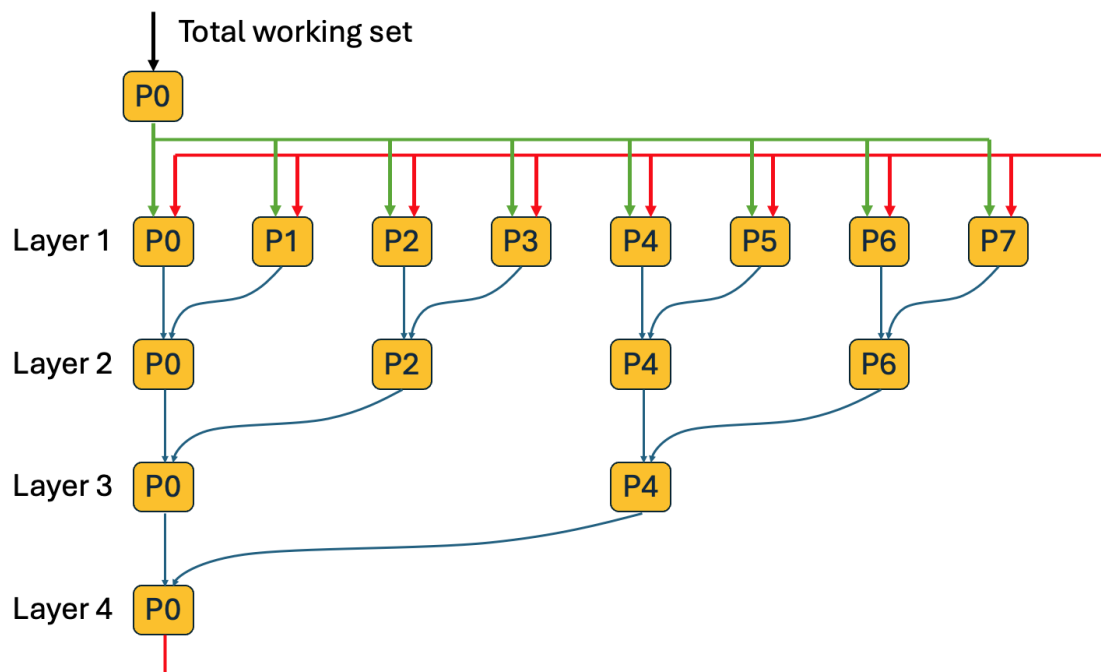 Total working set
P0
Layer 1 P0 P1 P2 P3 P4 P5 P6 P7
Layer 2 P0 P2 P4 P6
Layer 3 P0 P4
Layer 4 P0